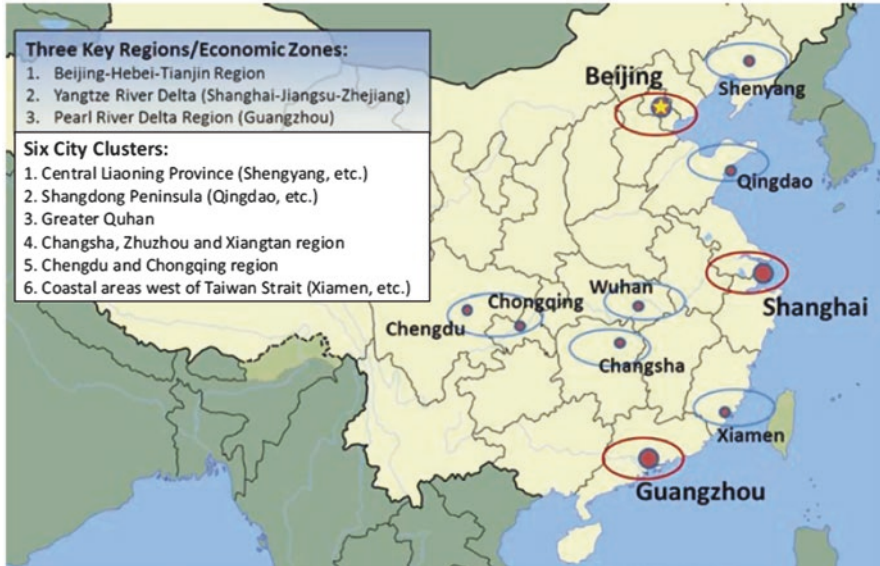 Three Key Regions/Economic Zones:
1. Beijing-Hebei-Tianjin Region
2. Yangtze River Delta (Shanghai-Jiangsu-Zhejiang)
3. Pearl River Delta Region (Guangzhou)
Six City Clusters:
1. Central Liaoning Province (Shengyang, etc.)
2. Shangdong Peninsula (Qingdao, etc.)
3. Greater Quhan
4. Changsha, Zhuzhou and Xiangtan region
5. Chengdu and Chongqing region
6. Coastal areas west of Taiwan Strait (Xiamen, etc.)
Beijing
Shenyang
Qingdao
Shanghai
Wuhan
Chongqing
Chengdu
Changsha
Xiamen
Guangzhou